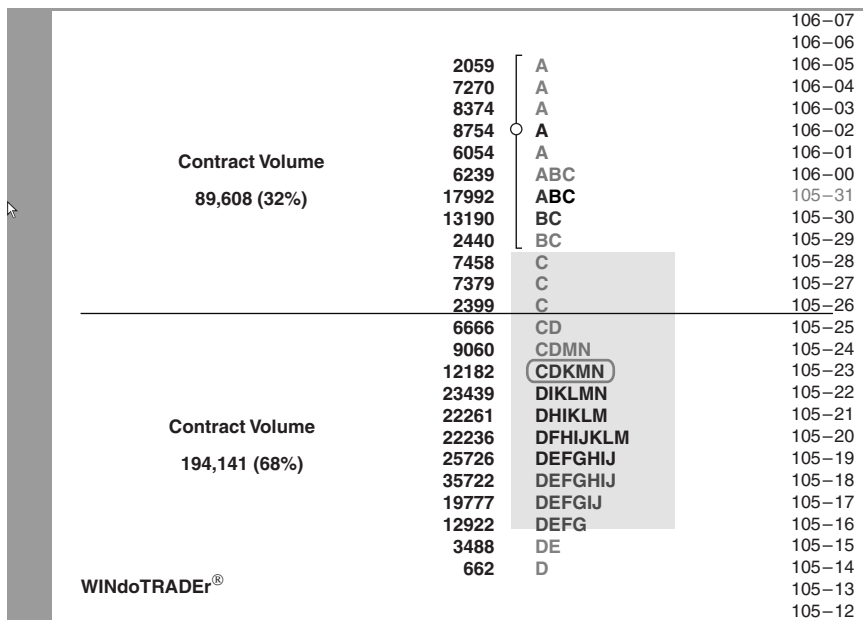 106–07
106–06
2059 A 106–05
7270 A 106–04
8374 A 106–03
8754 A 106–02
6054 A 106–01
Contract Volume
6239 ABC 106–00
89,608 (32%)
17992 ABC 105–31
13190 BC 105–30
2440 BC 105–29
7458 C 105–28
7379 C 105–27
2399 C 105–26
6666 CD 105–25
9060 CDMN 105–24
12182 CDKMN 105–23
23439 DIKLMN 105–22
22261 DHIKLM 105–21
Contract Volume
22236 DFHIJKLM 105–20
194,141 (68%)
25726 DEFGHIJ 105–19
35722 DEFGHIJ 105–18
19777 DEFGIJ 105–17
12922 DEFG 105–16
3488 DE 105–15
662 D 105–14
WINdoTRADEr®
105–13
105–12